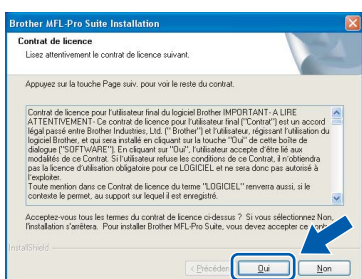 Brother MFL-Pro Suite Installation
Contrat de licence
Lisez attentivement le contrat de licence suivant.
Appuyez sur la touche Page suiv. pour voir le reste du contrat.
Contrat de licence pour l'utilisateur final du logiciel Brother IMPORTANT- A LIRE
ATTENTIVEMENT- Ce contrat de licence pour l'utilisateur final ("Contrat") est un accord
légal passé entre Brother Industries, Ltd. ("Brother") et l'utilisateur, régissant l'utilisation du
logiciel Brother, et qui sera installé en cliquant sur la touche "Oui" de cette boîte de
dialogue ("SOFTWARE"). En cliquant sur "Oui", l'utilisateur accepte d'être lié aux
modalités de ce Contrat. Si l'utilisateur refuse les conditions de ce Contrat, il n'obtiendra
pas la licence d'utilisation obligatoire pour ce LOGICIEL et ne sera donc pas autorisé à
l'exploiter.
Toute mention dans ce Contrat de licence du terme "LOGICIEL" renverra aussi, si le
contexte le permet, au support sur lequel il est enregistré.
Acceptez-vous tous les termes du contrat de licence ci-dessus ? Si vous sélectionnez Non,
l'installation s'arrêtera. Pour installer Brother MFL-Pro Suite, vous devez accepter ce
InstallShield
< Précéden
Oui
Non